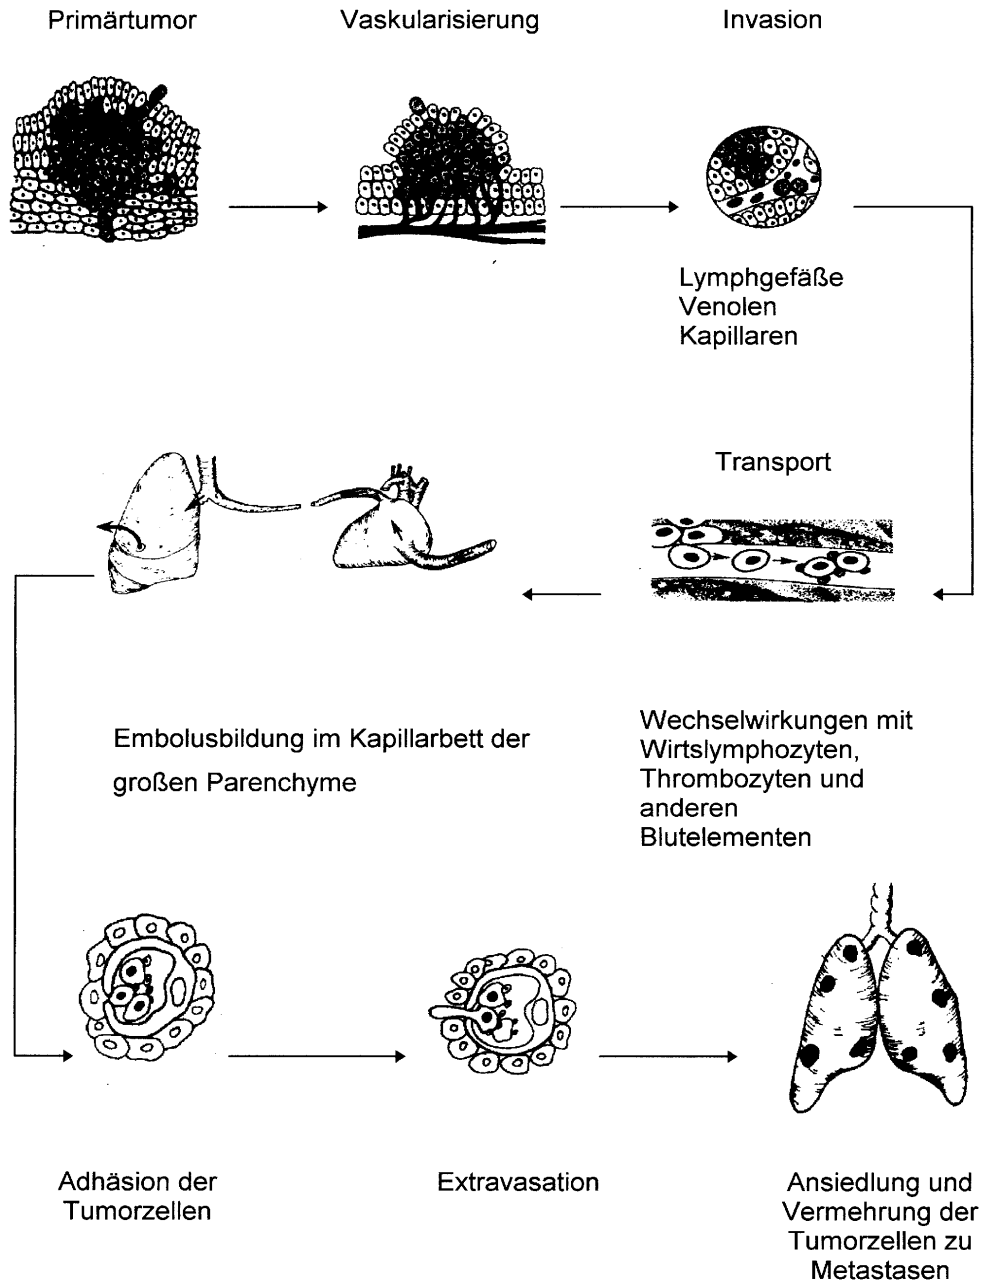 Primärtumor
Vaskularisierung
Invasion
Lymphgefäße
Venolen
Kapillaren
Transport
Embolusbildung im Kapillarbett der
großen Parenchyme
Wechselwirkungen mit
Wirtslymphozyten,
Thrombozyten und
anderen
Blutelementen
Adhäsion der
Tumorzellen
Extravasation
Ansiedlung und
Vermehrung der
Tumorzellen zu
Metastasen